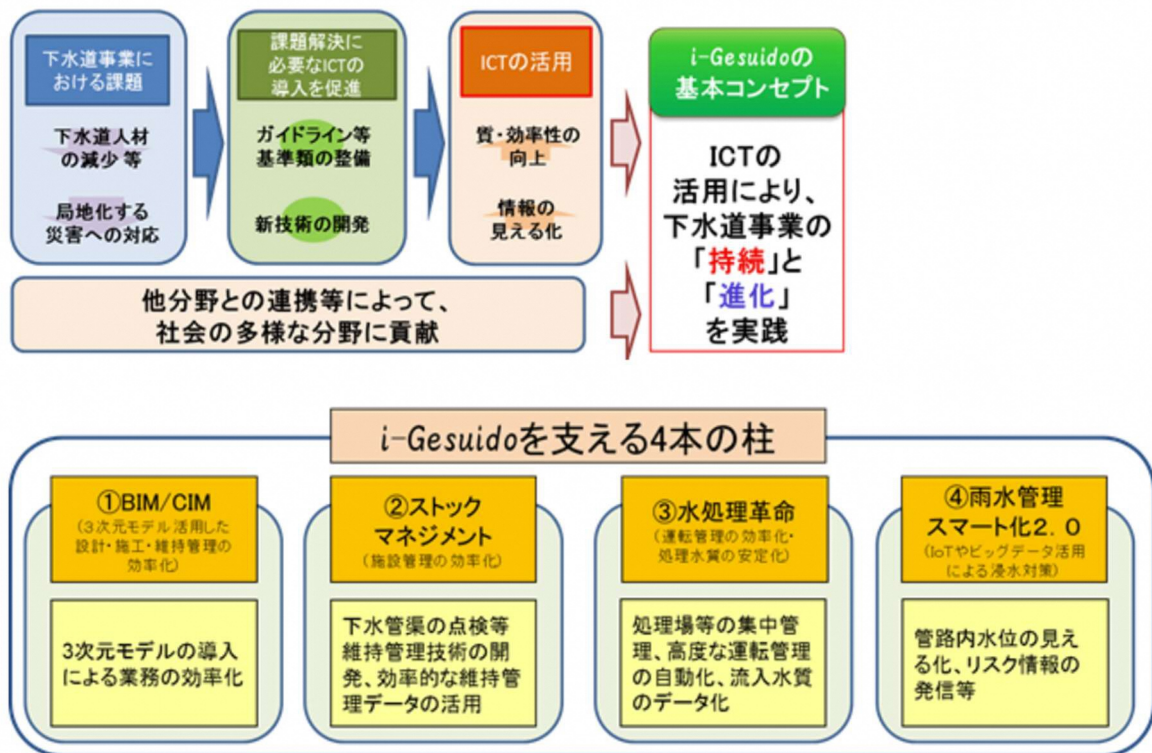 下水道事業に
おける課題
下水道人材
の減少 等
局地化する
災害への対応
課題解決に
必要なICTの
導入を促進
ガイドライン等
基準類の整備
新技術の開発
ICTの活用
質・効率性の
向上
情報の
見える化
他分野との連携等によって、
社会の多様な分野に貢献
i-Gesuidoの
基本コンセプト
ICTの
活用により、
下水道事業の
「持続」と
「進化」
を実践
i-Gesuidoを支える4本の柱
①BIM/CIM
(3次元モデル活用した
設計・施工・維持管理の
効率化)
3次元モデルの導入
による業務の効率化
②ストック
マネジメント
(施設管理の効率化)
下水管渠の点検等
維持管理技術の開
発、効率的な維持管
理データの活用
③水処理革命
(運転管理の効率化・
処理水質の安定化)
処理場等の集中管
理、高度な運転管理
の自動化、流入水質
のデータ化
④雨水管理
スマート化2.0
(IoTやビッグデータ活用
による浸水対策)
管路内水位の見え
る化、リスク情報の
発信等